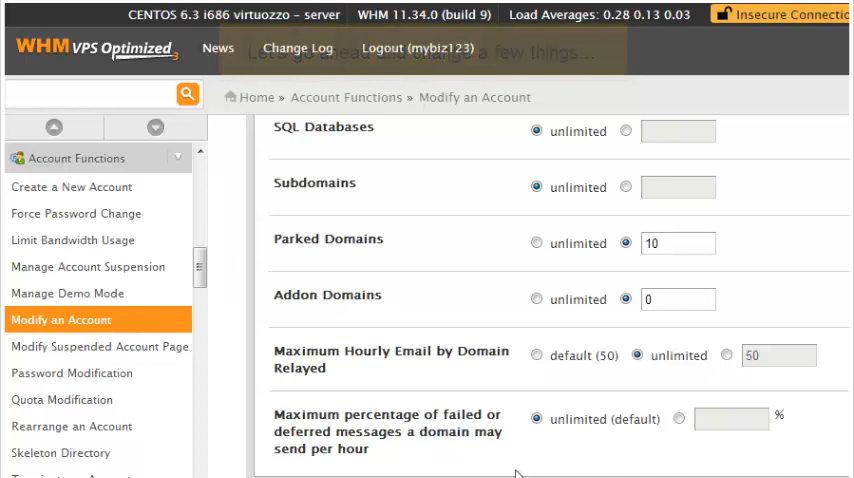 CENTOS 6.3 i686 virtuozzo – server WHM 11.34.0 (build 9) Load Averages: 0.28 0.13 0.03 Insecure Connectio
WHM VPS Optimized 3 News Change Log Logout (mybiz123)
Let's go ahead and change a few things...
Home » Account Functions » Modify an Account
Account Functions
Create a New Account
Force Password Change
Limit Bandwidth Usage
Manage Account Suspension
Manage Demo Mode
Modify an Account
Modify Suspended Account Page
Password Modification
Quota Modification
Rearrange an Account
Skeleton Directory
SQL Databases unlimited
Subdomains unlimited
Parked Domains unlimited 10
Addon Domains unlimited 0
Maximum Hourly Email by Domain
Relayed
default (50) unlimited 50
Maximum percentage of failed or
deferred messages a domain may
send per hour
unlimited (default) %